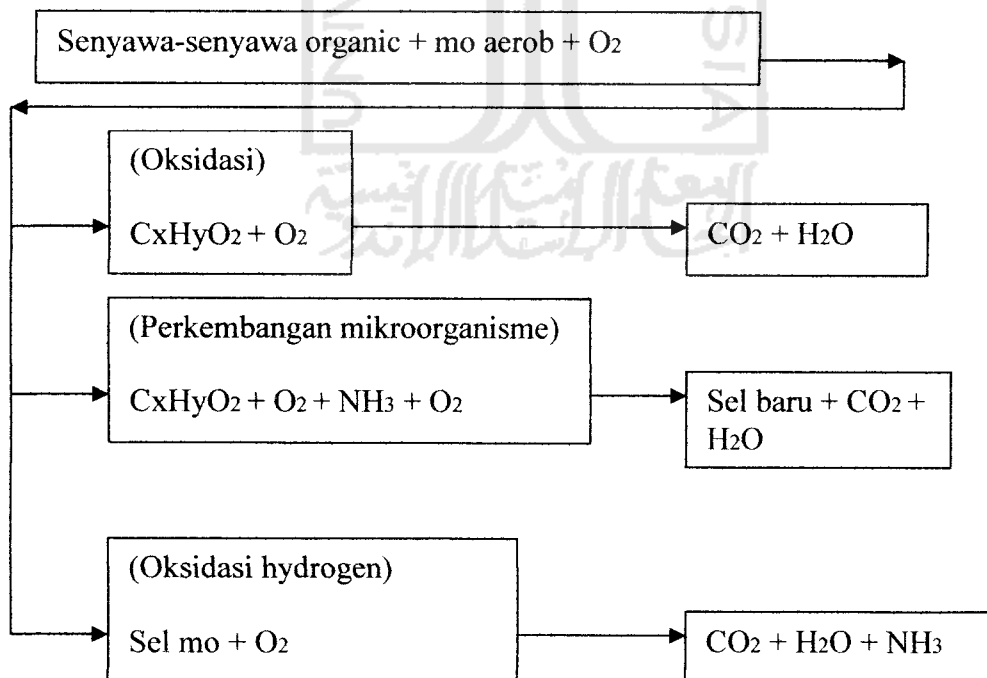 Senyawa-senyawa organic + mo aerob + O2
(Oksidasi)
CxHyO2 + O2
CO2 + H2O
(Perkembangan mikroorganisme)
CxHyO2 + O2 + NH3 + O2
Sel baru + CO2 +
H2O
(Oksidasi hydrogen)
Sel mo + O2
CO2 + H2O + NH3